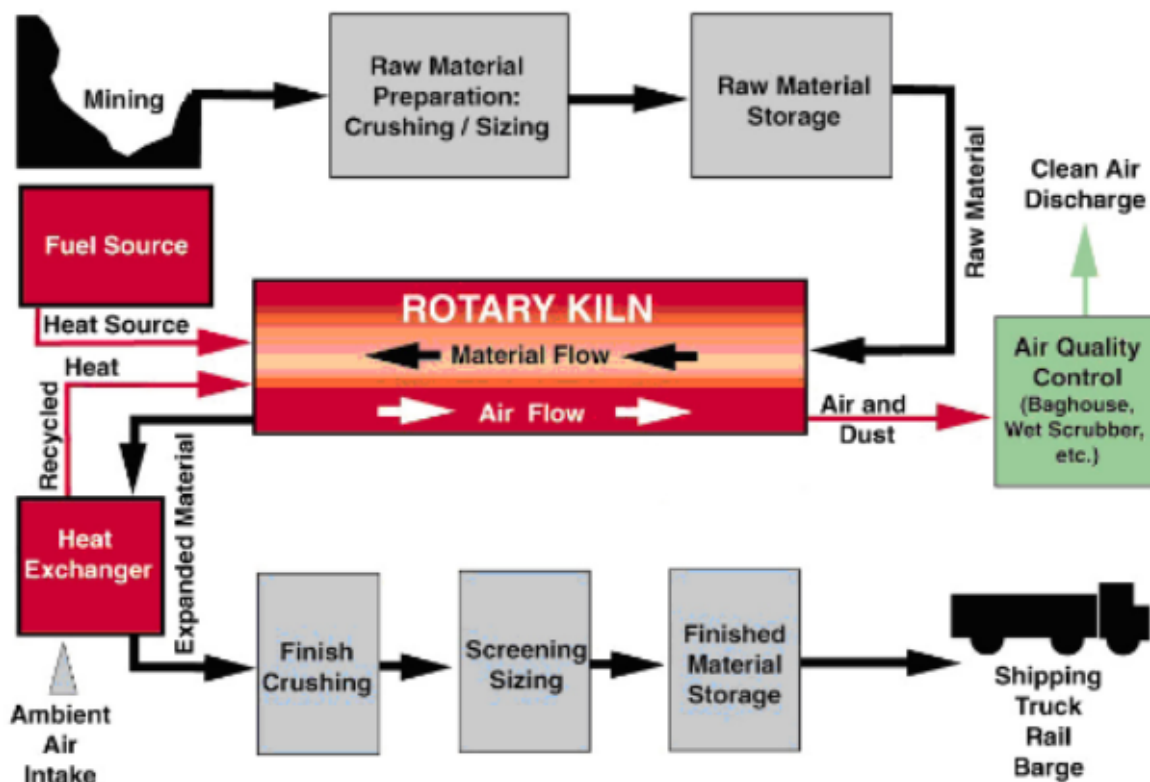 Mining
Raw Material
Preparation:
Crushing / Sizing
Raw Material
Storage
Raw Material
Clean Air
Discharge
Fuel Source
Heat Source
ROTARY KILN
Material Flow
Air Flow
Heat
Recycled
Air and
Dust
Air Quality
Control
(Baghouse,
Wet Scrubber,
etc.)
Heat
Exchanger
Expanded Material
Ambient
Air
Intake
Finish
Crushing
Screening
Sizing
Finished
Material
Storage
Shipping
Truck
Rail
Barge